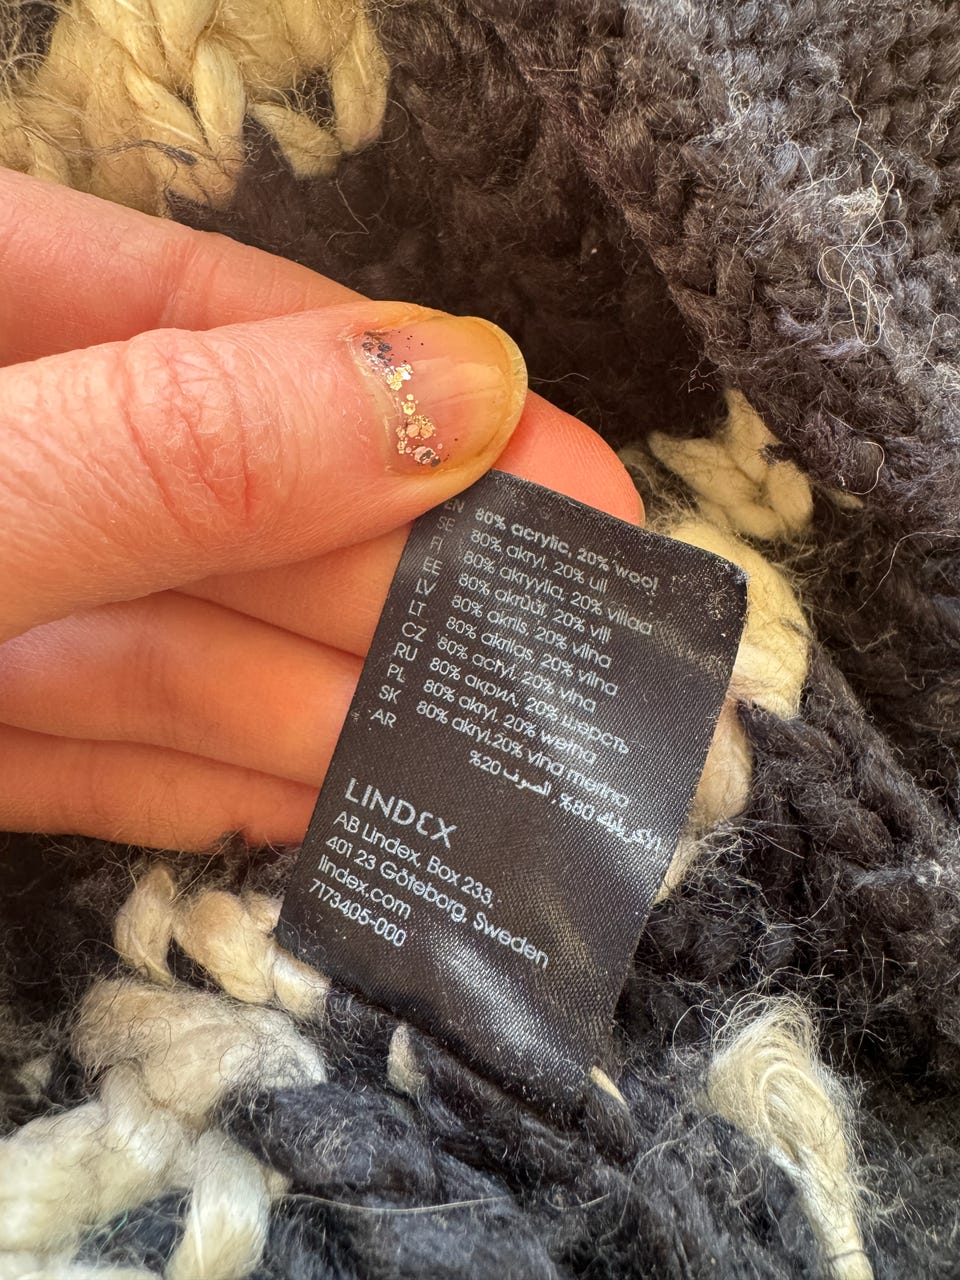 EN 80% acrylic, 20% wool
SE 80% akryl, 20% ull
FI 80% akryylia, 20% villaa
EE 80% akrüül, 20% vill
LV 80% akrils, 20% vilna
LT 80% akrilas, 20% vilna
CZ 80% acryl, 20% vlna
RU 80% акрил, 20% шерсть
PL 80% akryl, 20% wełna
SK 80% akryl,20% vlna merino
AR الأكريليك 80%, الصوف 20%
LINDEX
AB Lindex, Box 233,
401 23 Göteborg, Sweden
lindex.com
7173405-000